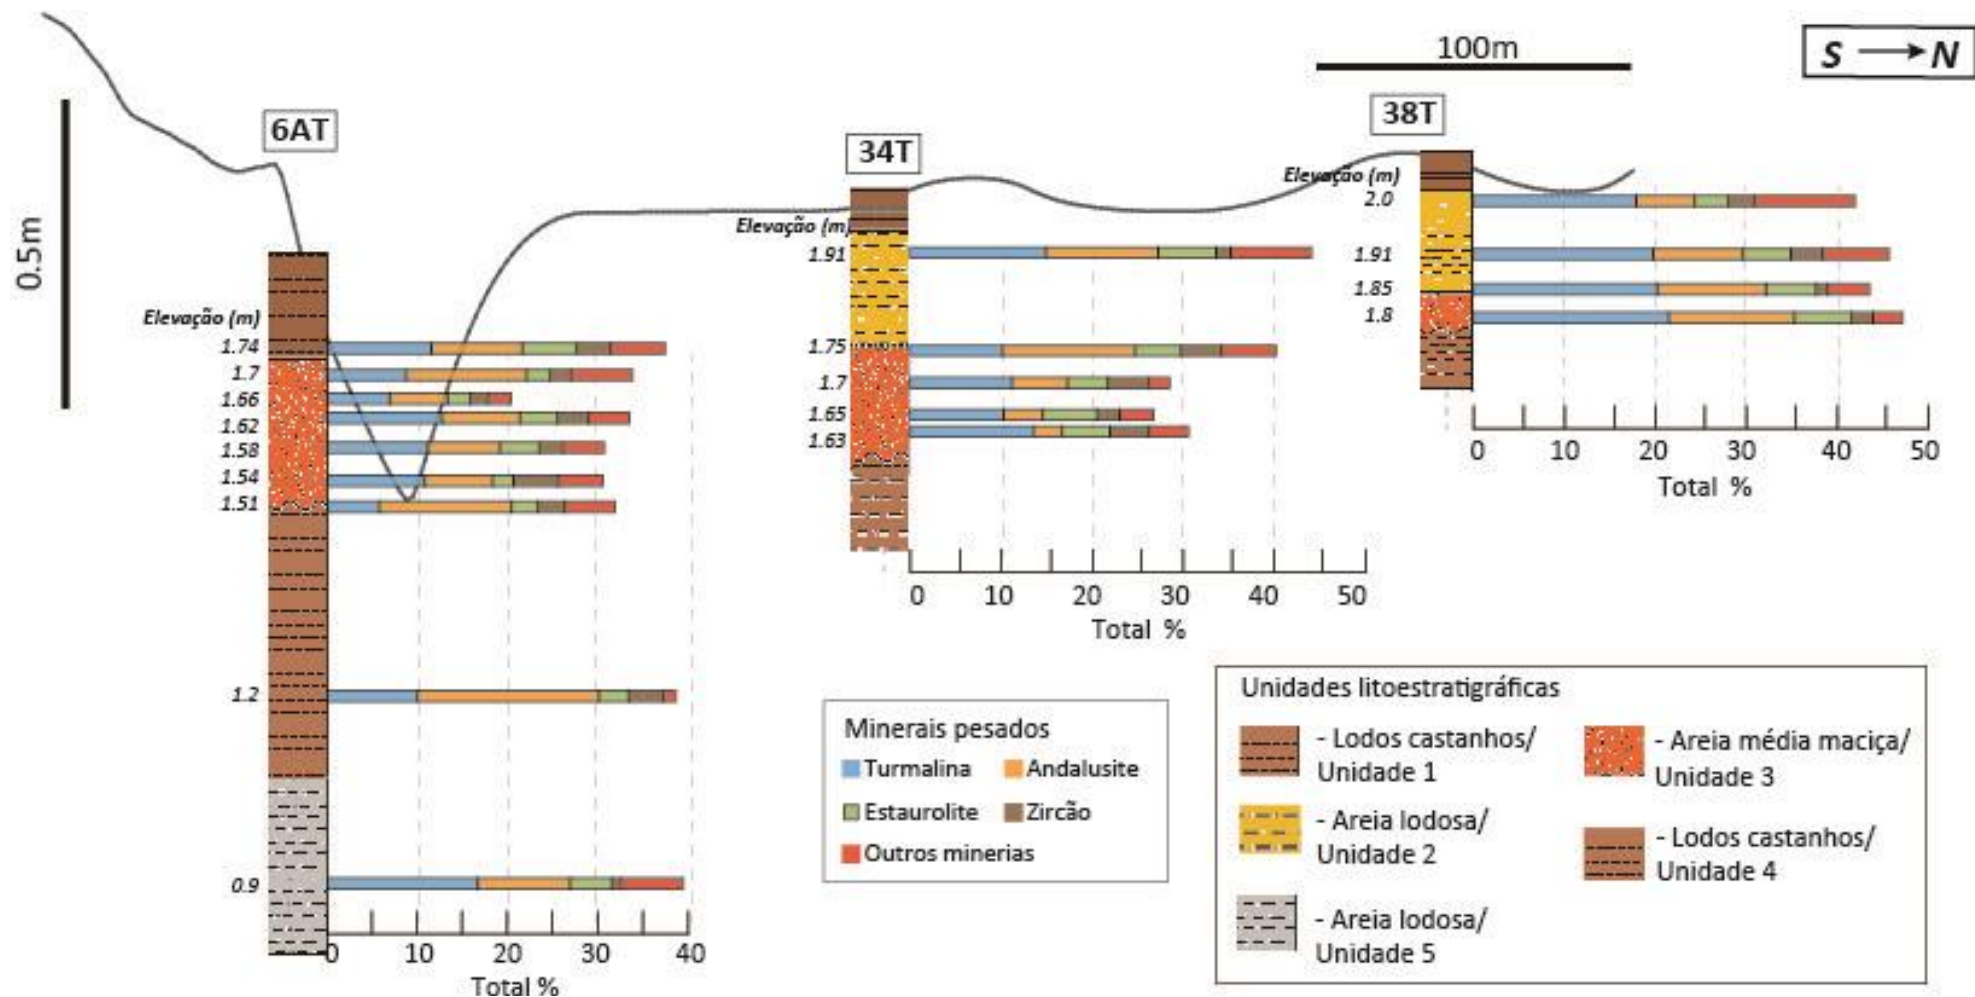 100m
S → N
0.5m
6AT
Elevação (m)
1.74
1.7
1.66
1.62
1.58
1.54
1.51
1.2
0.9
0 10 20 30 40
Total %
34T
Elevação (m)
1.91
1.75
1.7
1.65
1.63
0 10 20 30 40 50
Total %
38T
Elevação (m)
2.0
1.91
1.85
1.8
0 10 20 30 40 50
Total %
Minerais pesados
Turmalina
Andalusite
Estaurolite
Zircão
Outros minerias
Unidades litoestratigráficas
- Lodos castanhos/
Unidade 1
- Areia lodosa/
Unidade 2
- Areia lodosa/
Unidade 5
- Areia média maciça/
Unidade 3
- Lodos castanhos/
Unidade 4